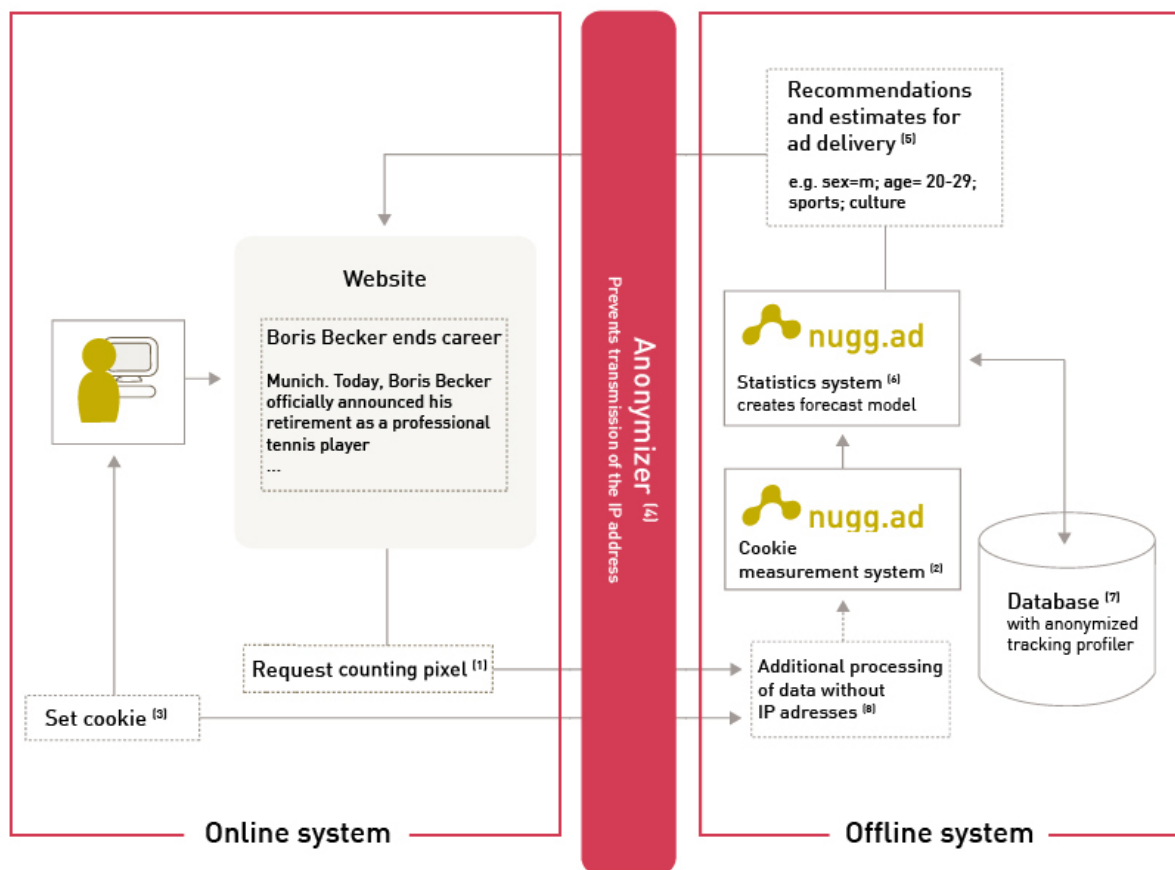 Recommendations
and estimates for
ad delivery (5)
e.g. sex=m; age= 20-29;
sports; culture
Website
Boris Becker ends career
Munich. Today, Boris Becker
officially announced his
retirement as a professional
tennis player
...
Anonymizer (4)
Prevents transmission of the IP address
nugg.ad
Statistics system (6)
creates forecast model
nugg.ad
Cookie
measurement system (2)
Database (7)
with anonymized
tracking profiler
Request counting pixel (1)
Additional processing
of data without
IP adresses (8)
Set cookie (3)
Online system
Offline system